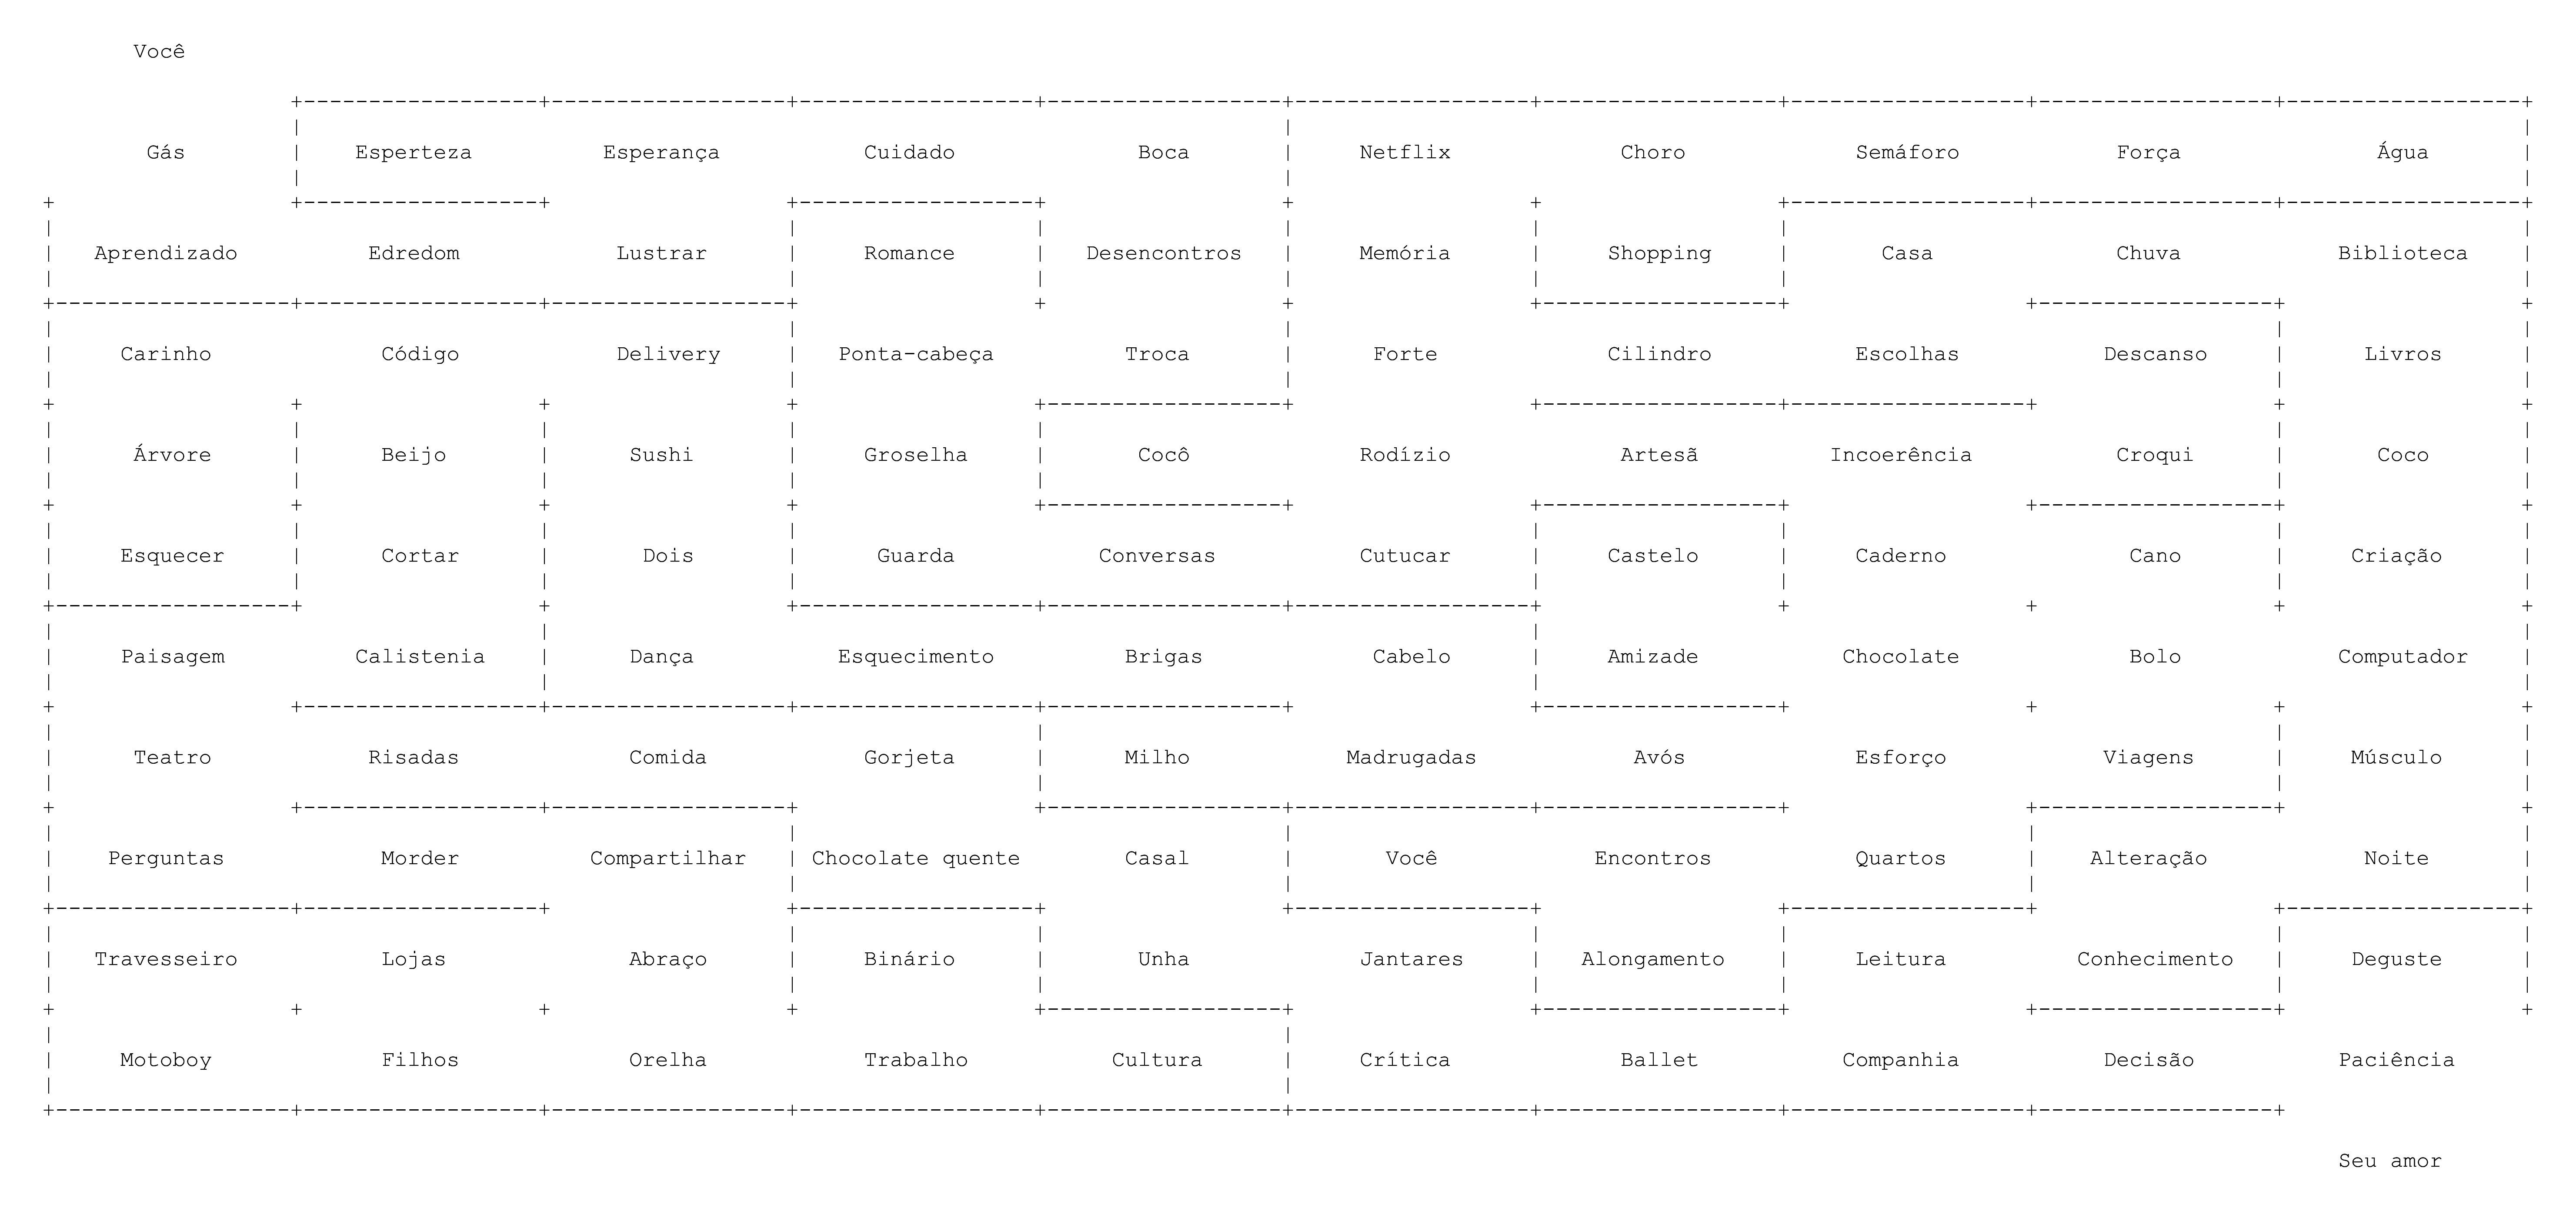 Você
Gás Esperteza Esperança Cuidado Boca Netflix Choro Semáforo Força Água
Aprendizado Edredom Lustrar Romance Desencontros Memória Shopping Casa Chuva Biblioteca
Carinho Código Delivery Ponta-cabeça Troca Forte Cilindro Escolhas Descanso Livros
Árvore Beijo Sushi Groselha Cocô Rodízio Artesã Incoerência Croqui Coco
Esquecer Cortar Dois Guarda Conversas Cutucar Castelo Caderno Cano Criação
Paisagem Calistenia Dança Esquecimento Brigas Cabelo Amizade Chocolate Bolo Computador
Teatro Risadas Comida Gorjeta Milho Madrugadas Avós Esforço Viagens Músculo
Perguntas Morder Compartilhar Chocolate quente Casal Você Encontros Quartos Alteração Noite
Travesseiro Lojas Abraço Binário Unha Jantares Alongamento Leitura Conhecimento Deguste
Motoboy Filhos Orelha Trabalho Cultura Crítica Ballet Companhia Decisão Paciência
Seu amor